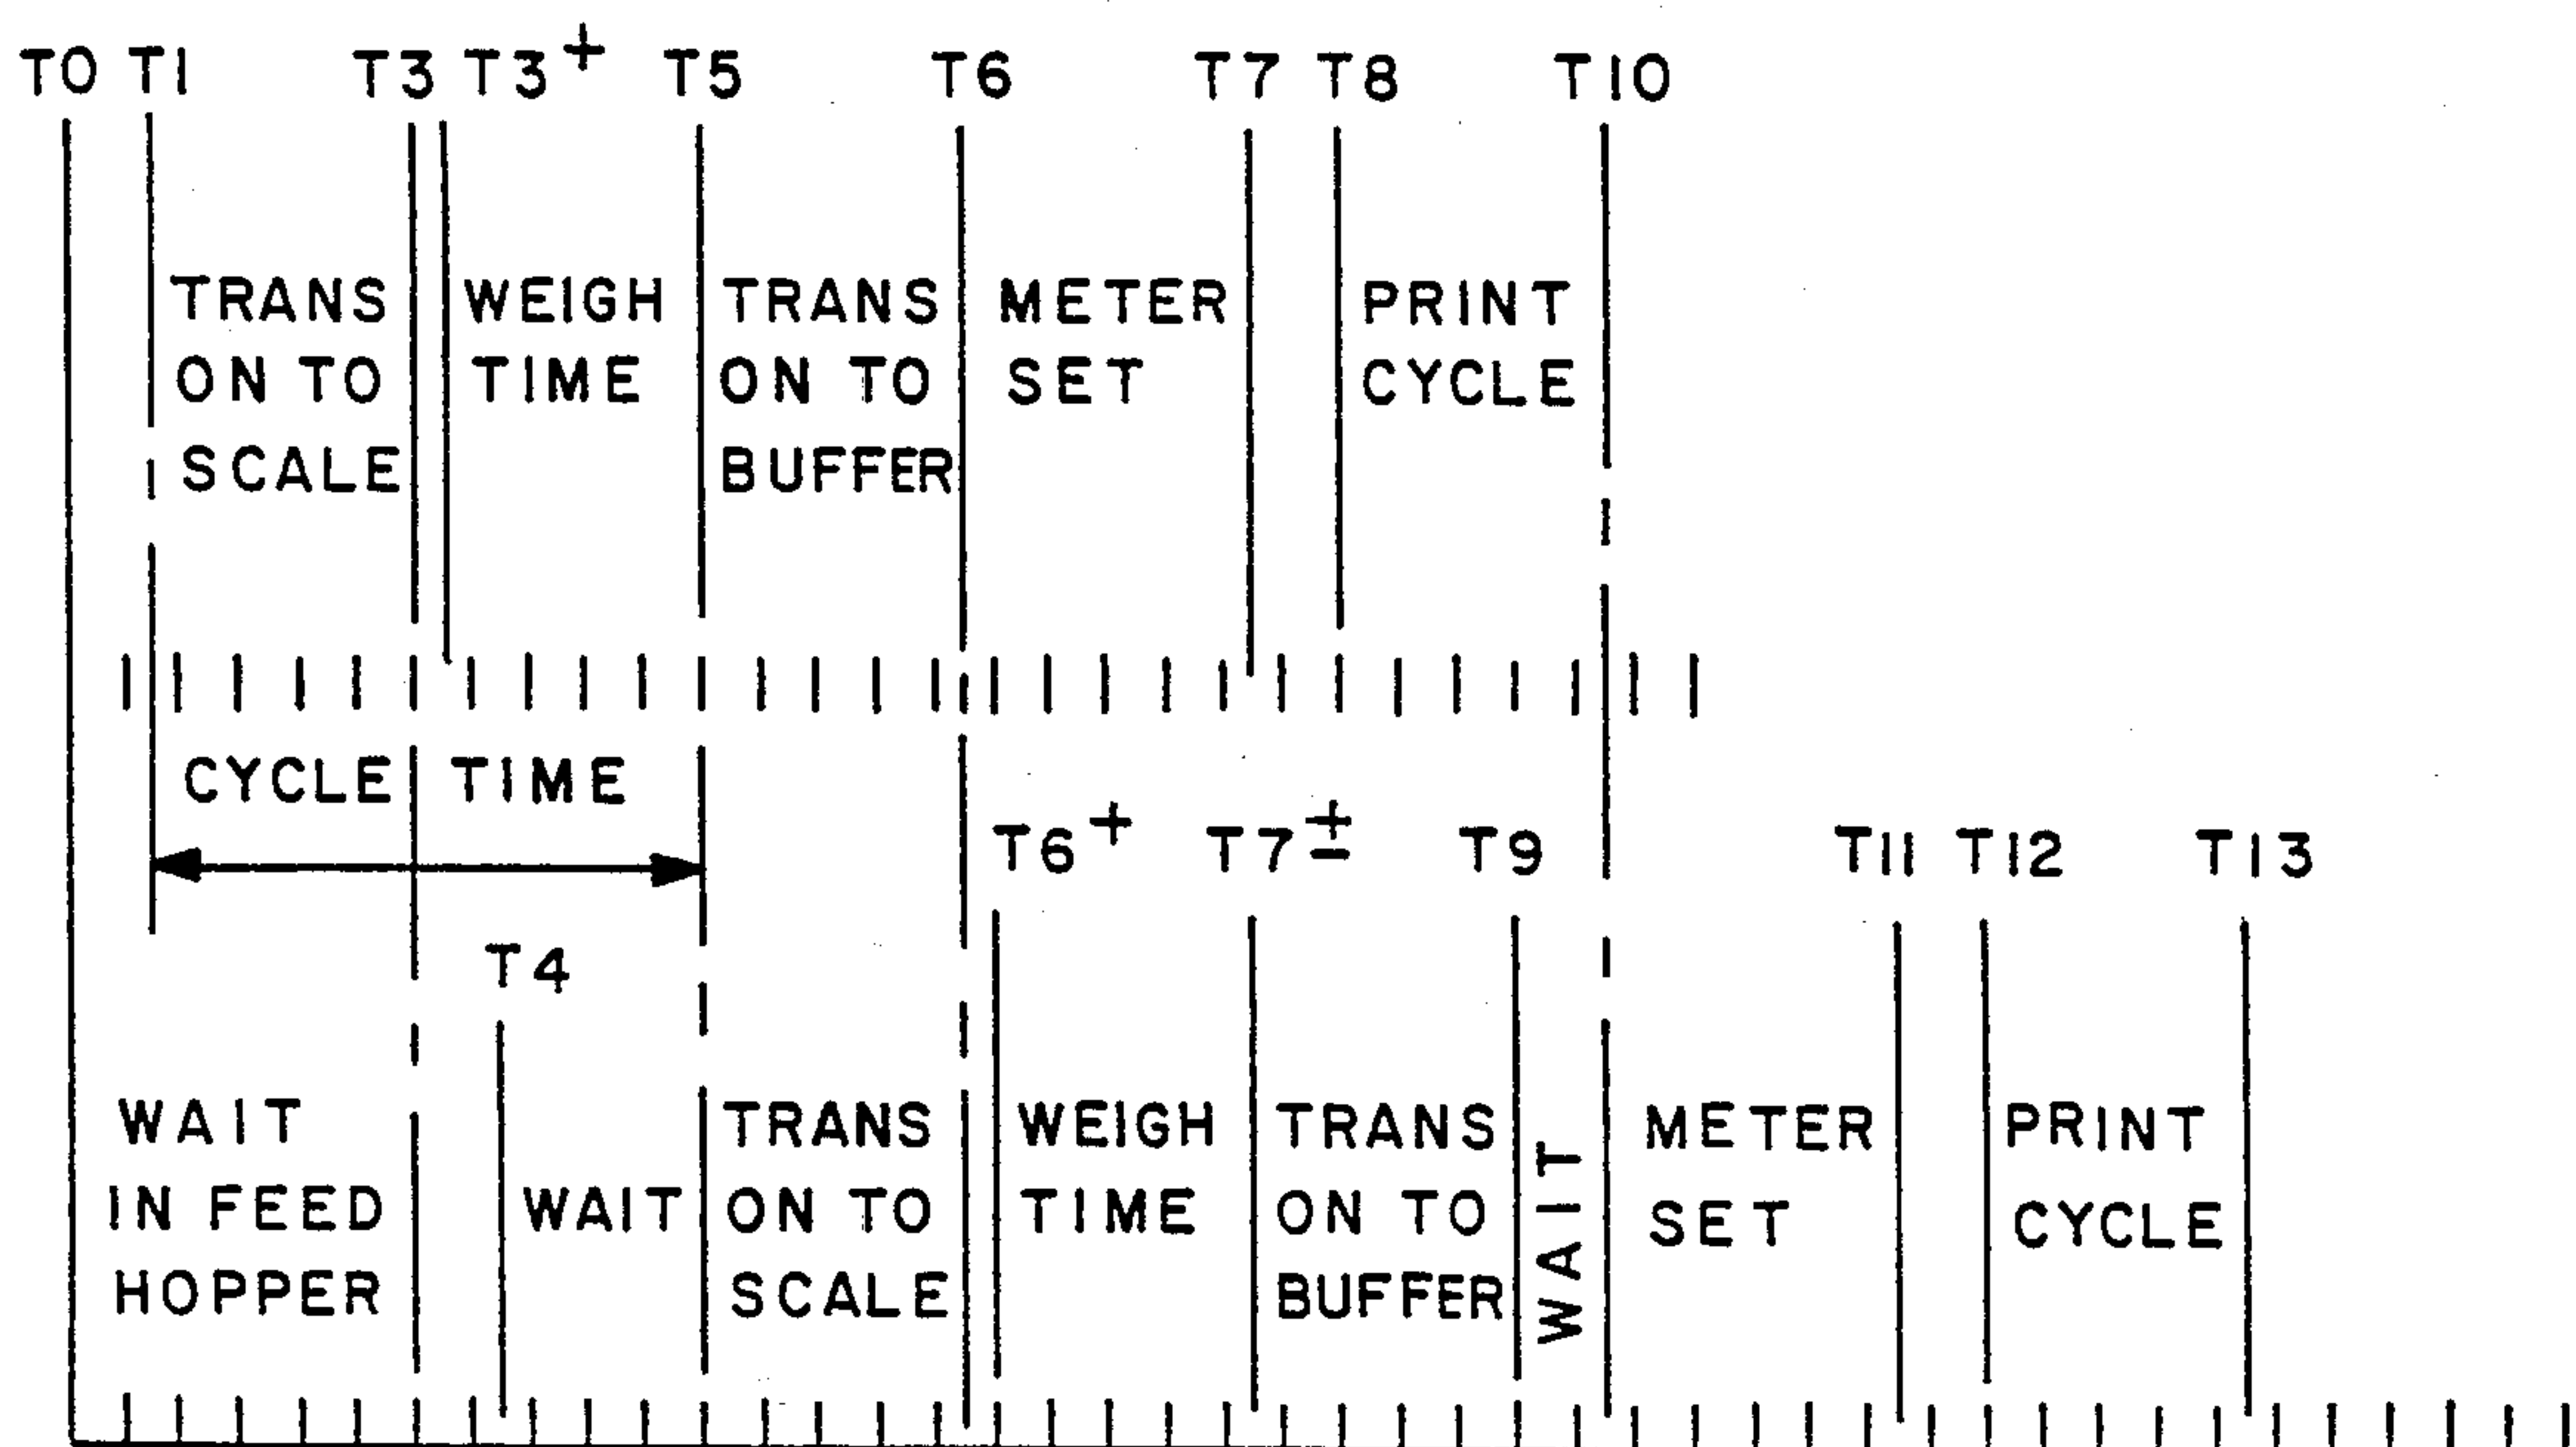 T0 T1 T3 T3+ T5 T6 T7 T8 T10
TRANS ON TO SCALE
WEIGH TIME
TRANS ON TO BUFFER
METER SET
PRINT CYCLE
CYCLE TIME
T6+ T7± T9 T11 T12 T13
T4
WAIT IN FEED HOPPER
WAIT
TRANS ON TO SCALE
WEIGH TIME
TRANS ON TO BUFFER
WAIT
METER SET
PRINT CYCLE